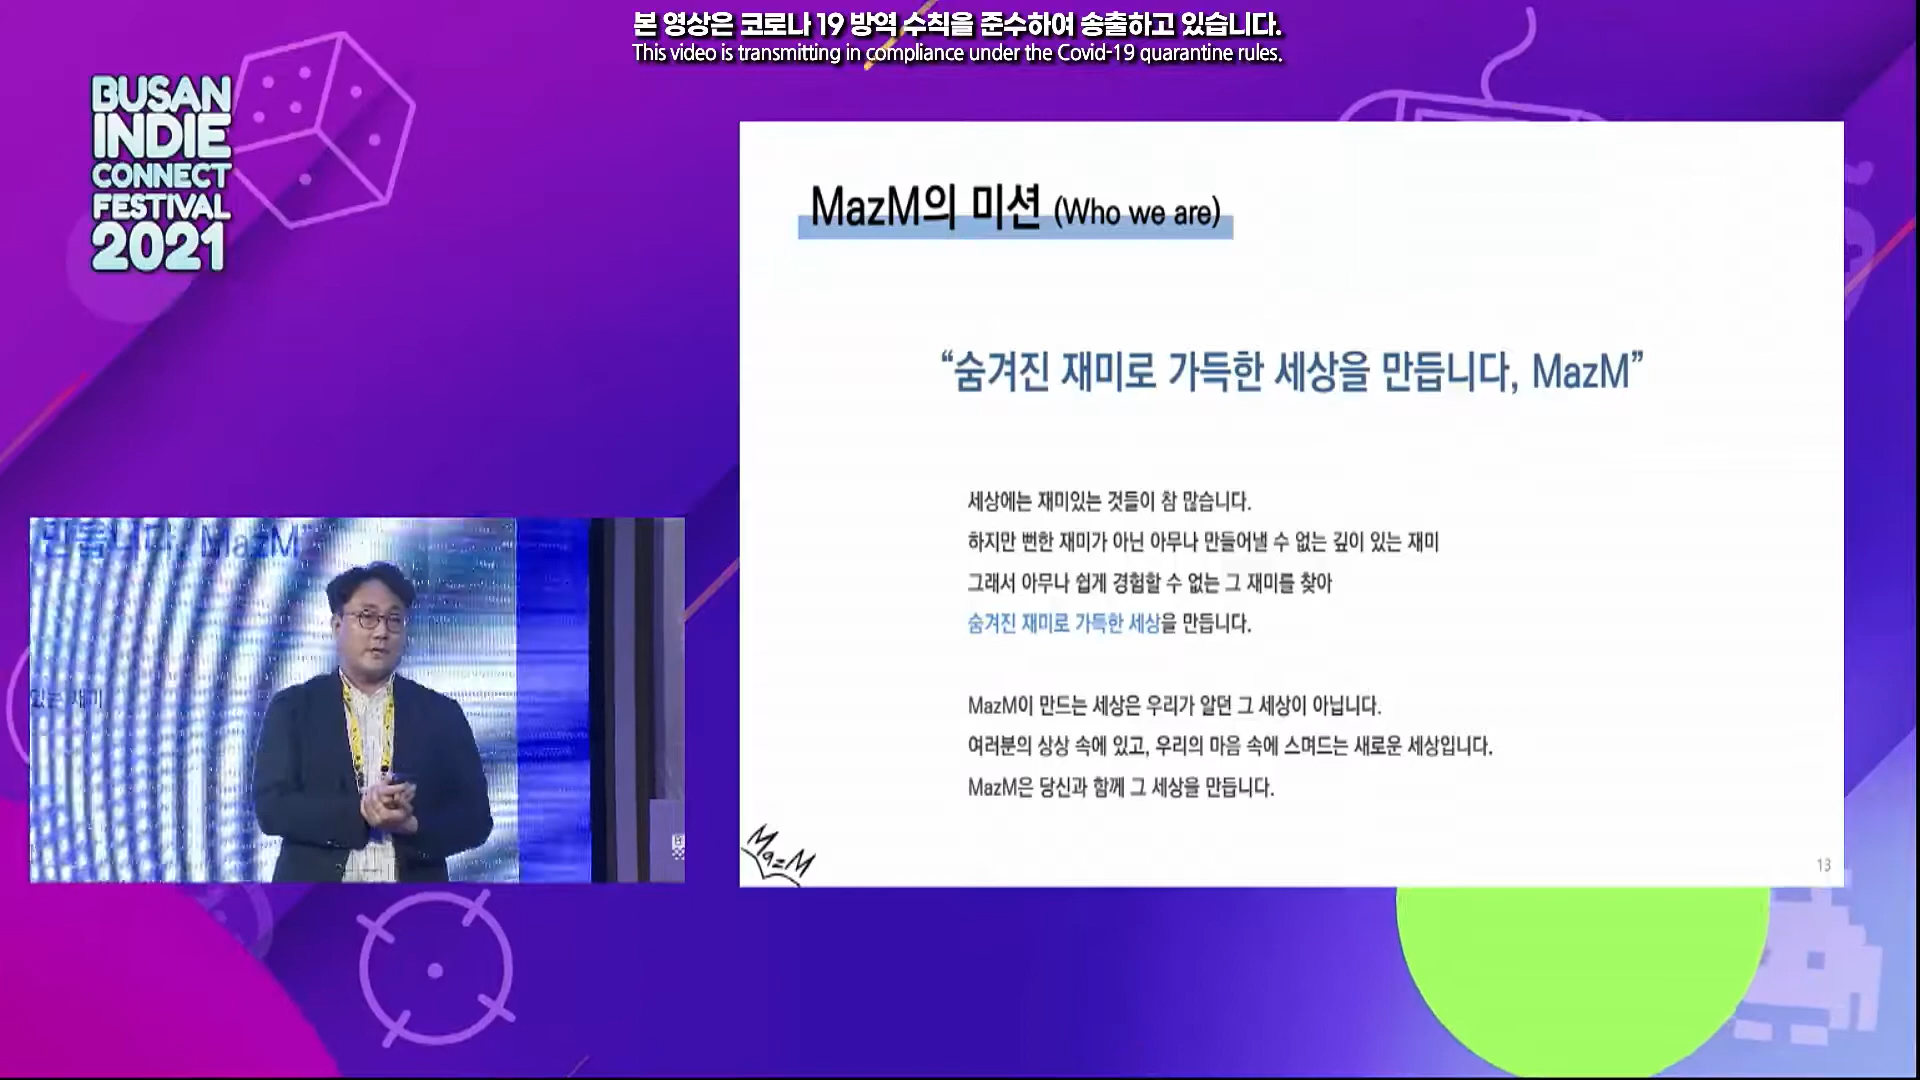 본 영상은 코로나 19 방역 수칙을 준수하여 송출하고 있습니다.
This video is transmitting in compliance under the Covid-19 quarantine rules.
BUSAN
INDIE
CONNECT
FESTIVAL
2021
MazM의 미션 (Who we are)
“숨겨진 재미로 가득한 세상을 만듭니다, MazM”
세상에는 재미있는 것들이 참 많습니다.
하지만 뻔한 재미가 아닌 아무나 만들어낼 수 없는 깊이 있는 재미
그래서 아무나 쉽게 경험할 수 없는 그 재미를 찾아
숨겨진 재미로 가득한 세상을 만듭니다.
MazM이 만드는 세상은 우리가 알던 그 세상이 아닙니다.
여러분의 상상 속에 있고, 우리의 마음 속에 스며드는 새로운 세상입니다.
MazM은 당신과 함께 그 세상을 만듭니다.
MazM
13
만듭니다, MazM”
있는 재미